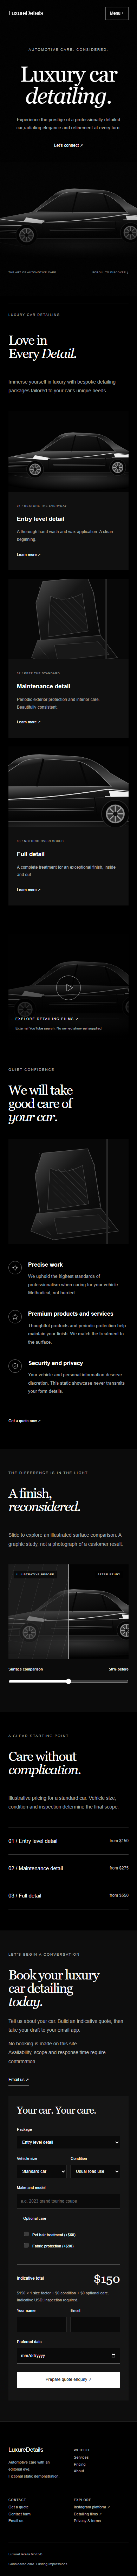 LuxureDetails
Menu +
AUTOMOTIVE CARE, CONSIDERED.
Luxury car
detailing.
Experience the prestige of a professionally detailed
car; radiating elegance and refinement at every turn.
Let's connect ↗
THE ART OF AUTOMOTIVE CARE
SCROLL TO DISCOVER ↓
LUXURY CAR DETAILING
Love in
Every Detail.
Immerse yourself in luxury with bespoke detailing
packages tailored to your car's unique needs.
01 / RESTORE THE EVERYDAY
Entry level detail
A thorough hand wash and wax application. A clean
beginning.
Learn more ↗
02 / KEEP THE STANDARD
Maintenance detail
Periodic exterior protection and interior care.
Beautifully consistent.
Learn more ↗
03 / NOTHING OVERLOOKED
Full detail
A complete treatment for an exceptional finish, inside
and out.
Learn more ↗
EXPLORE DETAILING FILMS ↗
External YouTube search. No owned streamed supplied.
QUIET CONFIDENCE
We will take
good care of
your car.
Precise work
We uphold the highest standards of
professionalism when caring for your vehicle.
Methodical, not hurried.
Premium products and services
Thoughtful products and periodic protection help
maintain your finish. We match the treatment to
the surface.
Security and privacy
Your vehicle and personal information deserve
discretion. This static showcase never transmits
your form details.
Get a quote now ↗
THE DIFFERENCE IS IN THE LIGHT
A finish,
reconsidered.
Slide to explore an illustrated surface comparison. A
graphic study, not a photograph of a customer result.
ILLUSTRATIVE BEFORE
AFTER STUDY
Surface comparison
50% before
A CLEAR STARTING POINT
Care without
complication.
Illustrative pricing for a standard car. Vehicle size,
condition and inspection determine the final scope.
01 / Entry level detail
from $150
02 / Maintenance detail
from $275
03 / Full detail
from $550
LET'S BEGIN A CONVERSATION
Book your luxury
car detailing
today.
Tell us about your car. Build an indicative quote, then
take your draft to your email app.
No booking is made on this site.
Availability, scope and response time require
confirmation.
Email us ↗
Your car. Your care.
Package
Entry level detail
Vehicle size
Condition
Standard car
Usual road use
Make and model
e.g. 2023 grand touring coupe
Optional care
Pet hair treatment (+$60)
Fabric protection (+$90)
Indicative total
$150
$150 × 1 size factor + $0 condition + $0 optional care.
Indicative USD; inspection required.
Your name
Email
Preferred date
mm/dd/yyyy
Prepare quote enquiry ↗
LuxureDetails
Automotive care with an
editorial eye.
Fictional static demonstration.
WEBSITE
Services
Pricing
About
CONTACT
Get a quote
Contact form
Email us
EXPLORE
Instagram platform ↗
Detailing films ↗
Privacy & terms
LuxureDetails © 2026
Considered care. Lasting impressions.